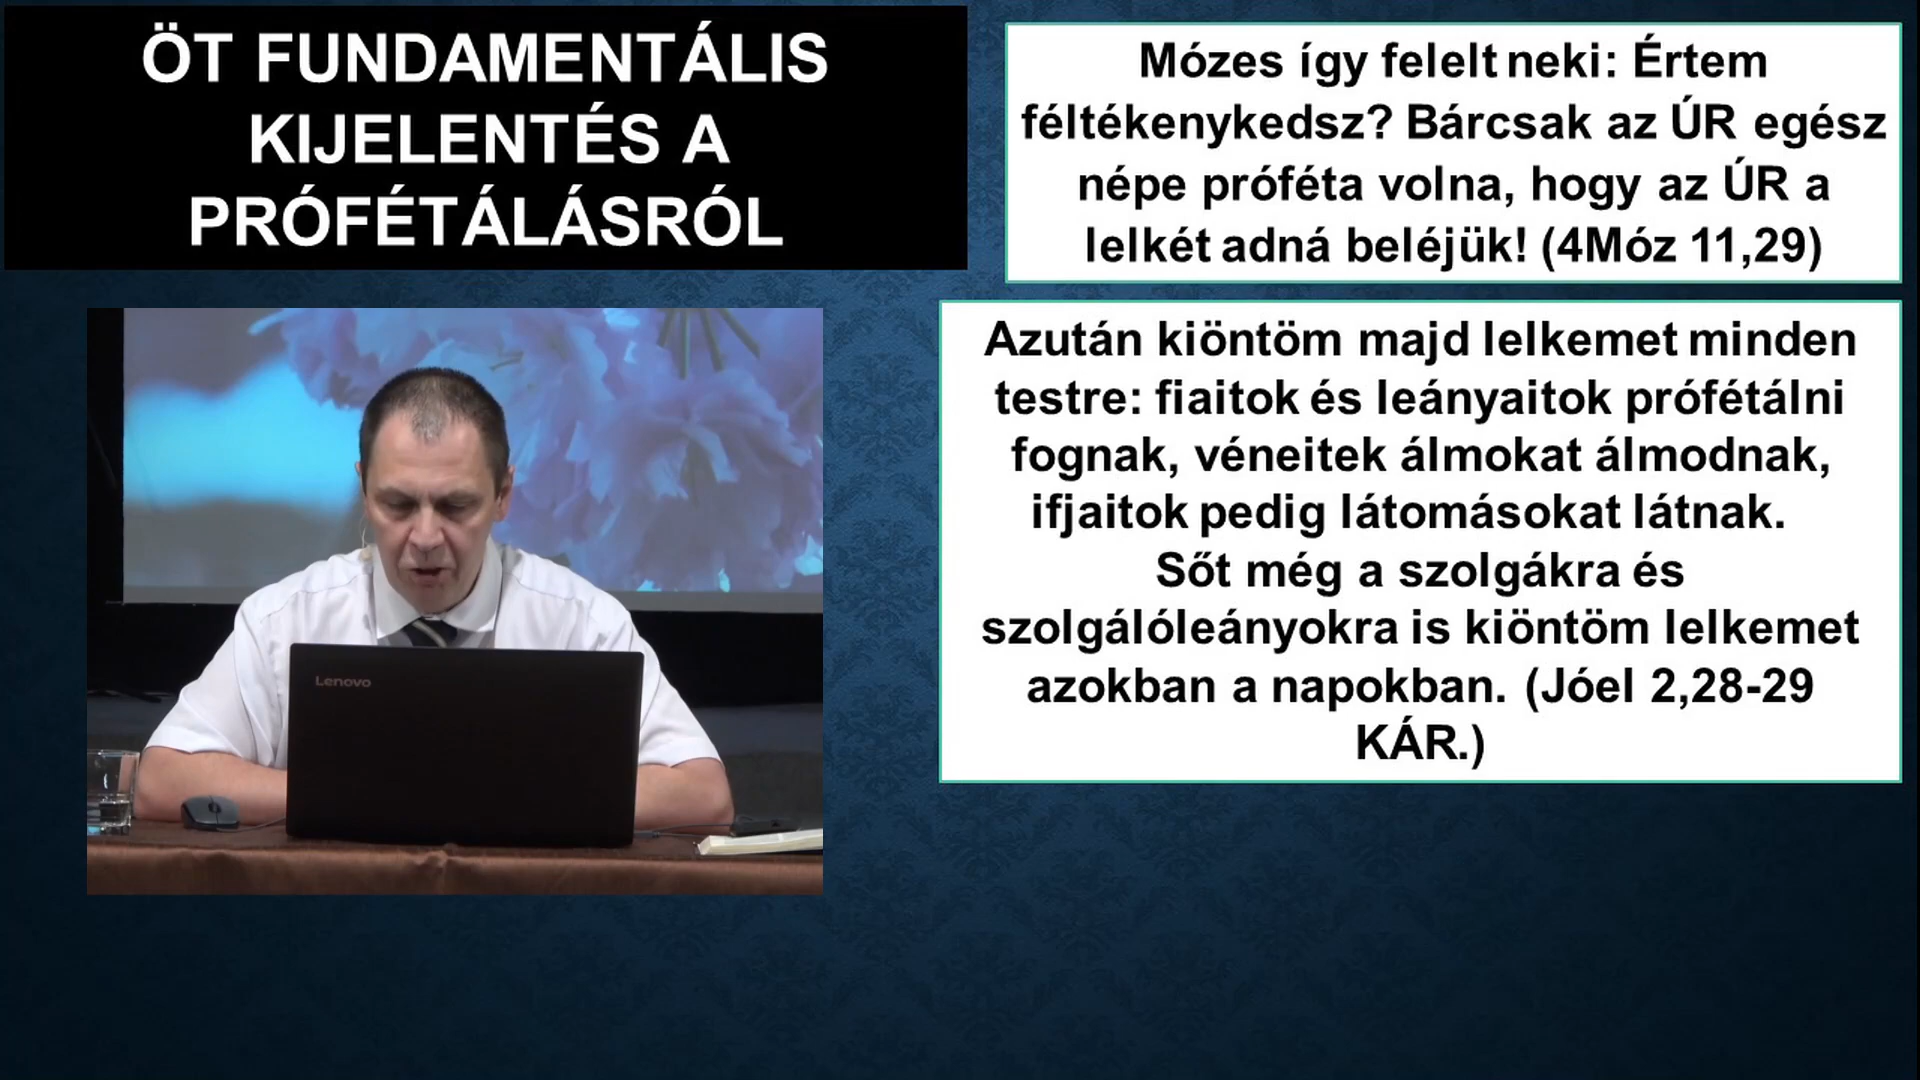 ÖT FUNDAMENTÁLIS
KIJELENTÉS A
PRÓFÉTÁLÁSRÓL
Mózes így felelt neki: Értem
féltékenykedsz? Bárcsak az ÚR egész
népe próféta volna, hogy az ÚR a
lelkét adná beléjük! (4Móz 11,29)
Azután kiöntöm majd lelkemet minden
testre: fiaitok és leányaitok prófétálni
fognak, véneitek álmokat álmodnak,
ifjaitok pedig látomásokat látnak.
Sőt még a szolgákra és
szolgálóleányokra is kiöntöm lelkemet
azokban a napokban. (Jóel 2,28-29
KÁR.)
Lenovo